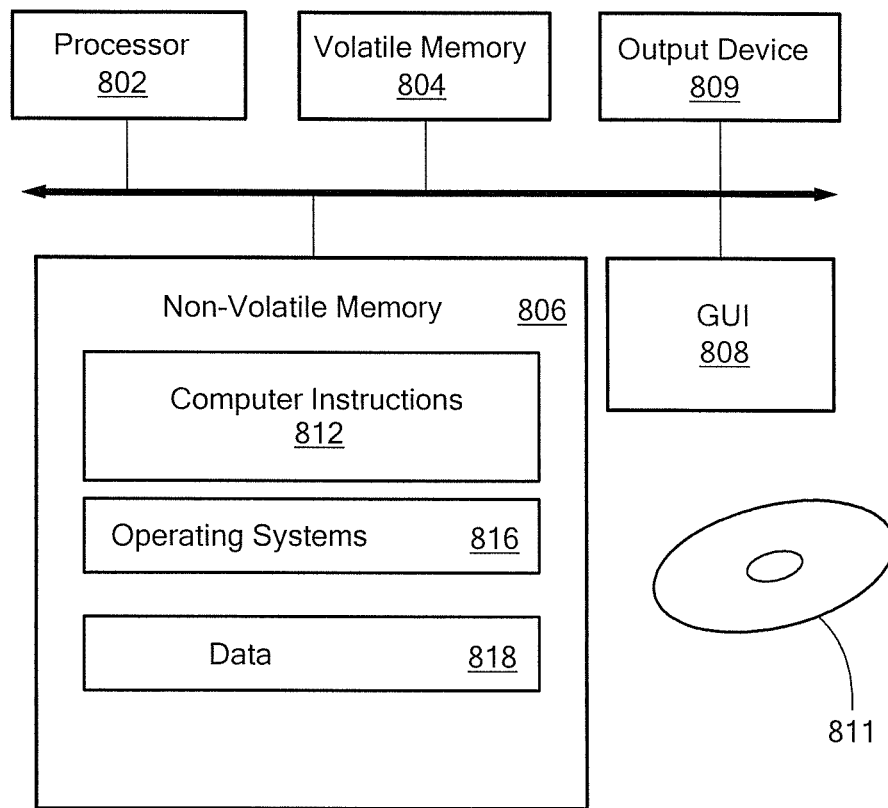 Processor
802
Volatile Memory
804
Output Device
809
Non-Volatile Memory 806
Computer Instructions
812
Operating Systems 816
Data 818
GUI
808
811